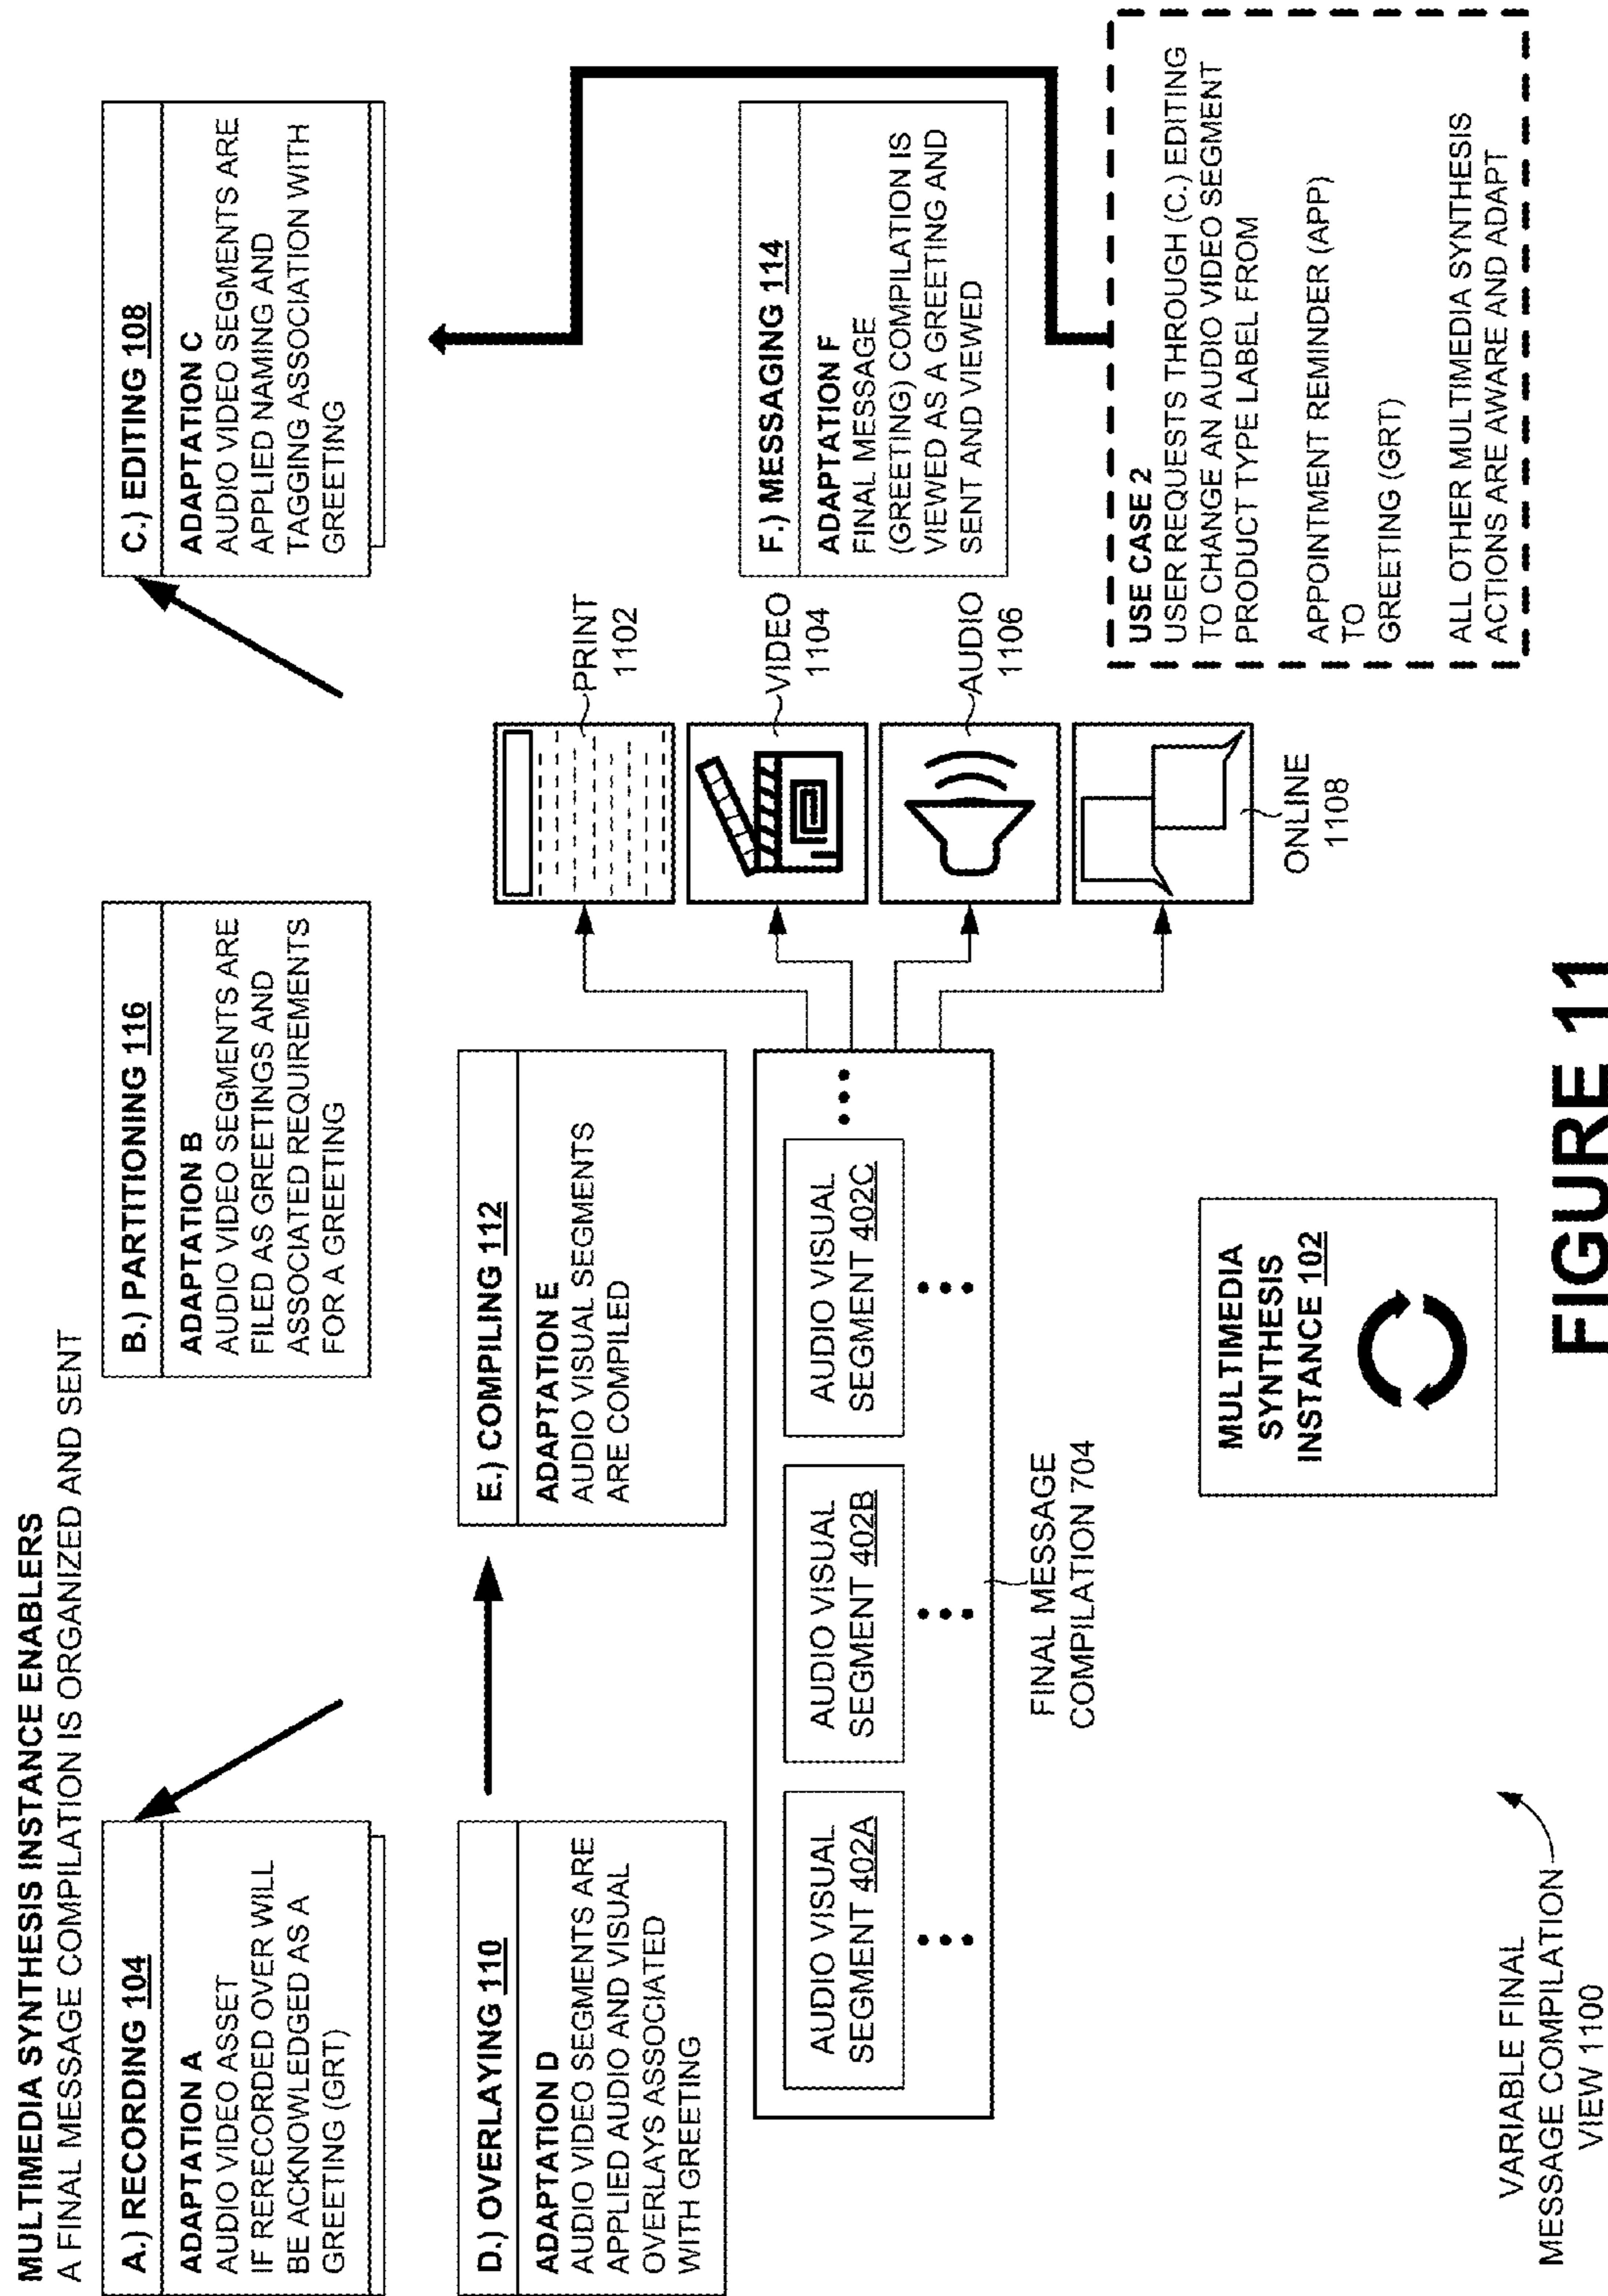 MULTIMEDIA SYNTHESIS INSTANCE ENABLERS
A FINAL MESSAGE COMPILATION IS ORGANIZED AND SENT
A.) RECORDING 104
ADAPTATION A
AUDIO VIDEO ASSET
IF RERECORDED OVER WILL
BE ACKNOWLEDGED AS A
GREETING (GRT)
B.) PARTITIONING 116
ADAPTATION B
AUDIO VIDEO SEGMENTS ARE
FILED AS GREETINGS AND
ASSOCIATED REQUIREMENTS
FOR A GREETING
C.) EDITING 108
ADAPTATION C
AUDIO VIDEO SEGMENTS ARE
APPLIED NAMING AND
TAGGING ASSOCIATION WITH
GREETING
D.) OVERLAYING 110
ADAPTATION D
AUDIO VIDEO SEGMENTS ARE
APPLIED AUDIO AND VISUAL
OVERLAYS ASSOCIATED
WITH GREETING
E.) COMPILING 112
ADAPTATION E
AUDIO VISUAL SEGMENTS
ARE COMPILED
AUDIO VISUAL
SEGMENT 402A
AUDIO VISUAL
SEGMENT 402B
AUDIO VISUAL
SEGMENT 402C
FINAL MESSAGE
COMPILATION 704
PRINT
1102
VIDEO
1104
AUDIO
1106
ONLINE
1108
F.) MESSAGING 114
ADAPTATION F
FINAL MESSAGE
(GREETING) COMPILATION IS
VIEWED AS A GREETING AND
SENT AND VIEWED
MULTIMEDIA
SYNTHESIS
INSTANCE 102
USE CASE 2
USER REQUESTS THROUGH (C.) EDITING
TO CHANGE AN AUDIO VIDEO SEGMENT
PRODUCT TYPE LABEL FROM
APPOINTMENT REMINDER (APP)
TO
GREETING (GRT)
ALL OTHER MULTIMEDIA SYNTHESIS
ACTIONS ARE AWARE AND ADAPT
VARIABLE FINAL
MESSAGE COMPILATION
VIEW 1100
FIGURE 11